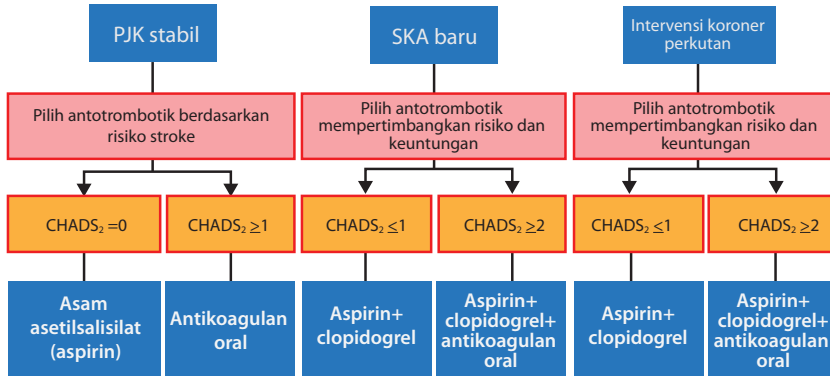 PJK stabil
SKA baru
Intervensi koroner
perkutan
Pilih antotrombotik berdasarkan
risiko stroke
Pilih antotrombotik
mempertimbangkan risiko dan
keuntungan
Pilih antotrombotik
mempertimbangkan risiko dan
keuntungan
CHADS₂ =0
CHADS₂ ≥1
CHADS₂ ≤1
CHADS₂ ≥2
CHADS₂ ≤1
CHADS₂ ≥2
Asam
asetilsalisilat
(aspirin)
Antikoagulan
oral
Aspirin+
clopidogrel
Aspirin+
clopidogrel+
antikoagulan
oral
Aspirin+
clopidogrel
Aspirin+
clopidogrel+
antikoagulan
oral